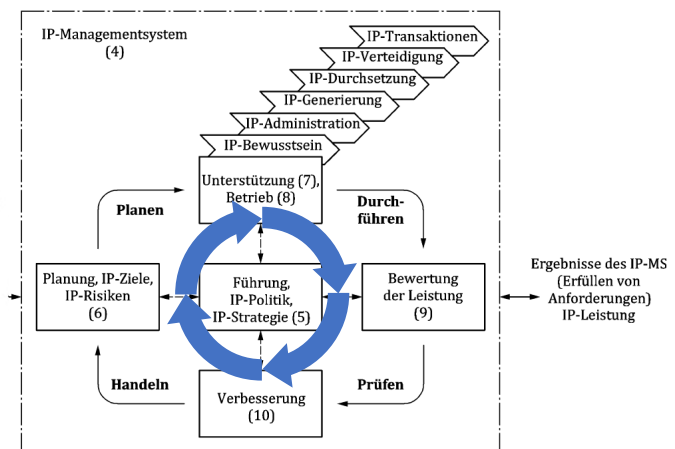 IP-Managementsystem
(4)
IP-Transaktionen
IP-Verteidigung
IP-Durchsetzung
IP-Generierung
IP-Administration
IP-Bewusstsein
Unterstützung (7),
Betrieb (8)
Planen
Durch-
führen
Planung, IP-Ziele,
IP-Risiken
(6)
Führung,
IP-Politik,
IP-Strategie (5)
Bewertung
der Leistung
(9)
Ergebnisse des IP-MS
(Erfüllen von
Anforderungen)
IP-Leistung
Handeln
Prüfen
Verbesserung
(10)